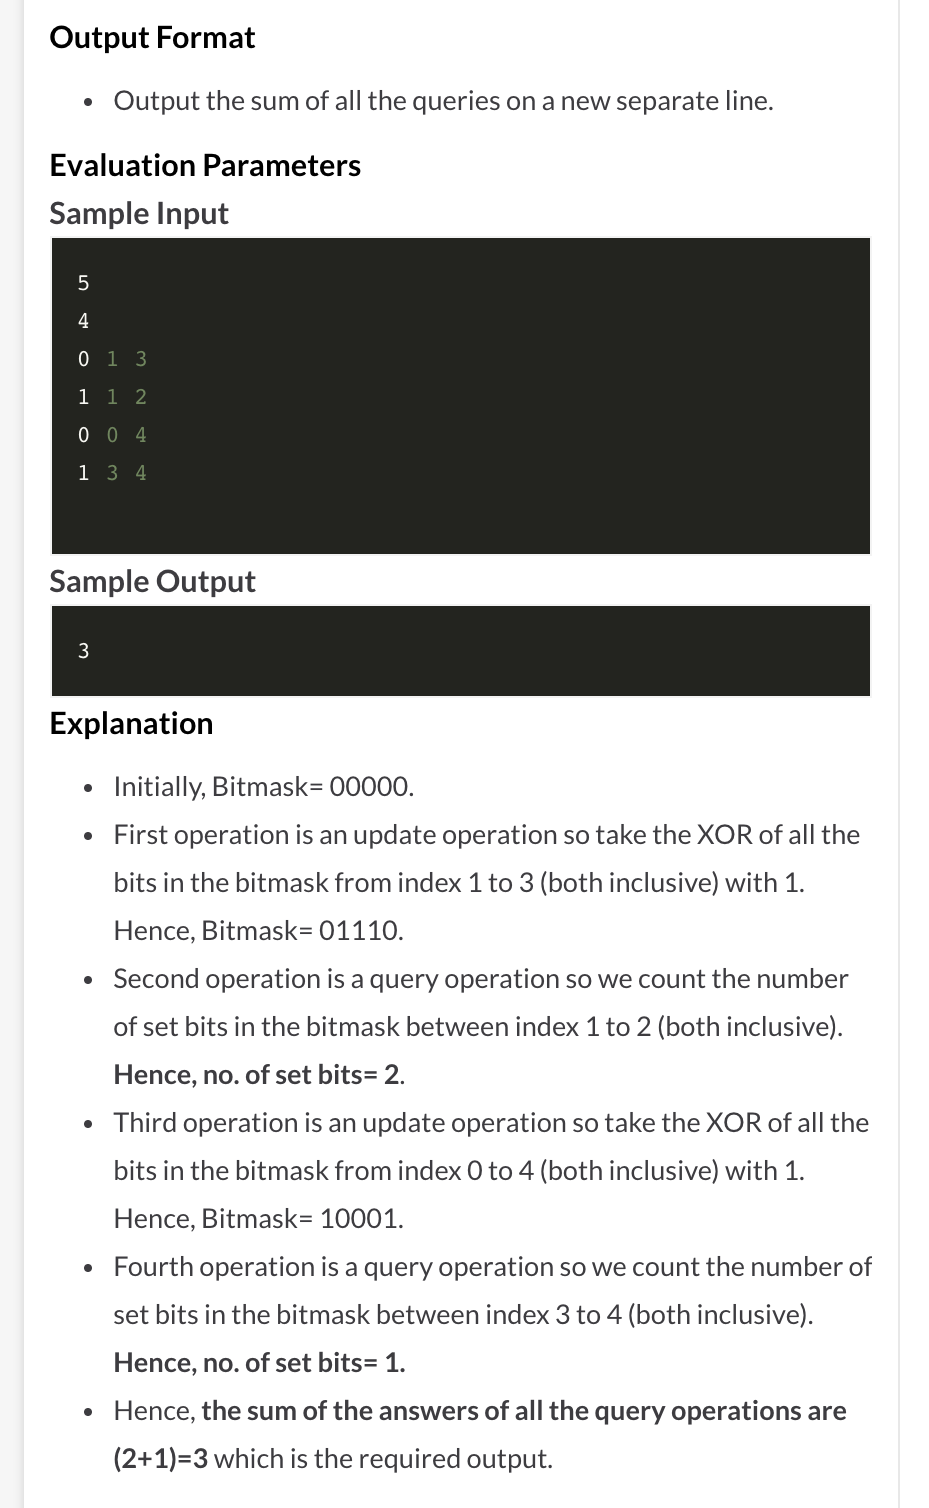 Output Format
• Output the sum of all the queries on a new separate line.
Evaluation Parameters
Sample Input
5
4
0 1 3
1 1 2
0 0 4
1 3 4
Sample Output
3
Explanation
• Initially, Bitmask= 00000.
• First operation is an update operation so take the XOR of all the
bits in the bitmask from index 1 to 3 (both inclusive) with 1.
Hence, Bitmask= 01110.
• Second operation is a query operation so we count the number
of set bits in the bitmask between index 1 to 2 (both inclusive).
Hence, no. of set bits= 2.
• Third operation is an update operation so take the XOR of all the
bits in the bitmask from index 0 to 4 (both inclusive) with 1.
Hence, Bitmask= 10001.
• Fourth operation is a query operation so we count the number of
set bits in the bitmask between index 3 to 4 (both inclusive).
Hence, no. of set bits= 1.
• Hence, the sum of the answers of all the query operations are
(2+1)=3 which is the required output.